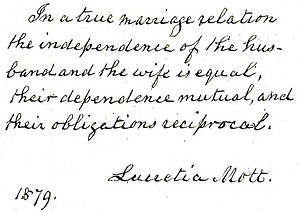 In a true marriage relation
the independence of the hus-
band and the wife is equal,
their dependence mutual, and
their obligations reciprocal.
Lucretia Mott.
1879.